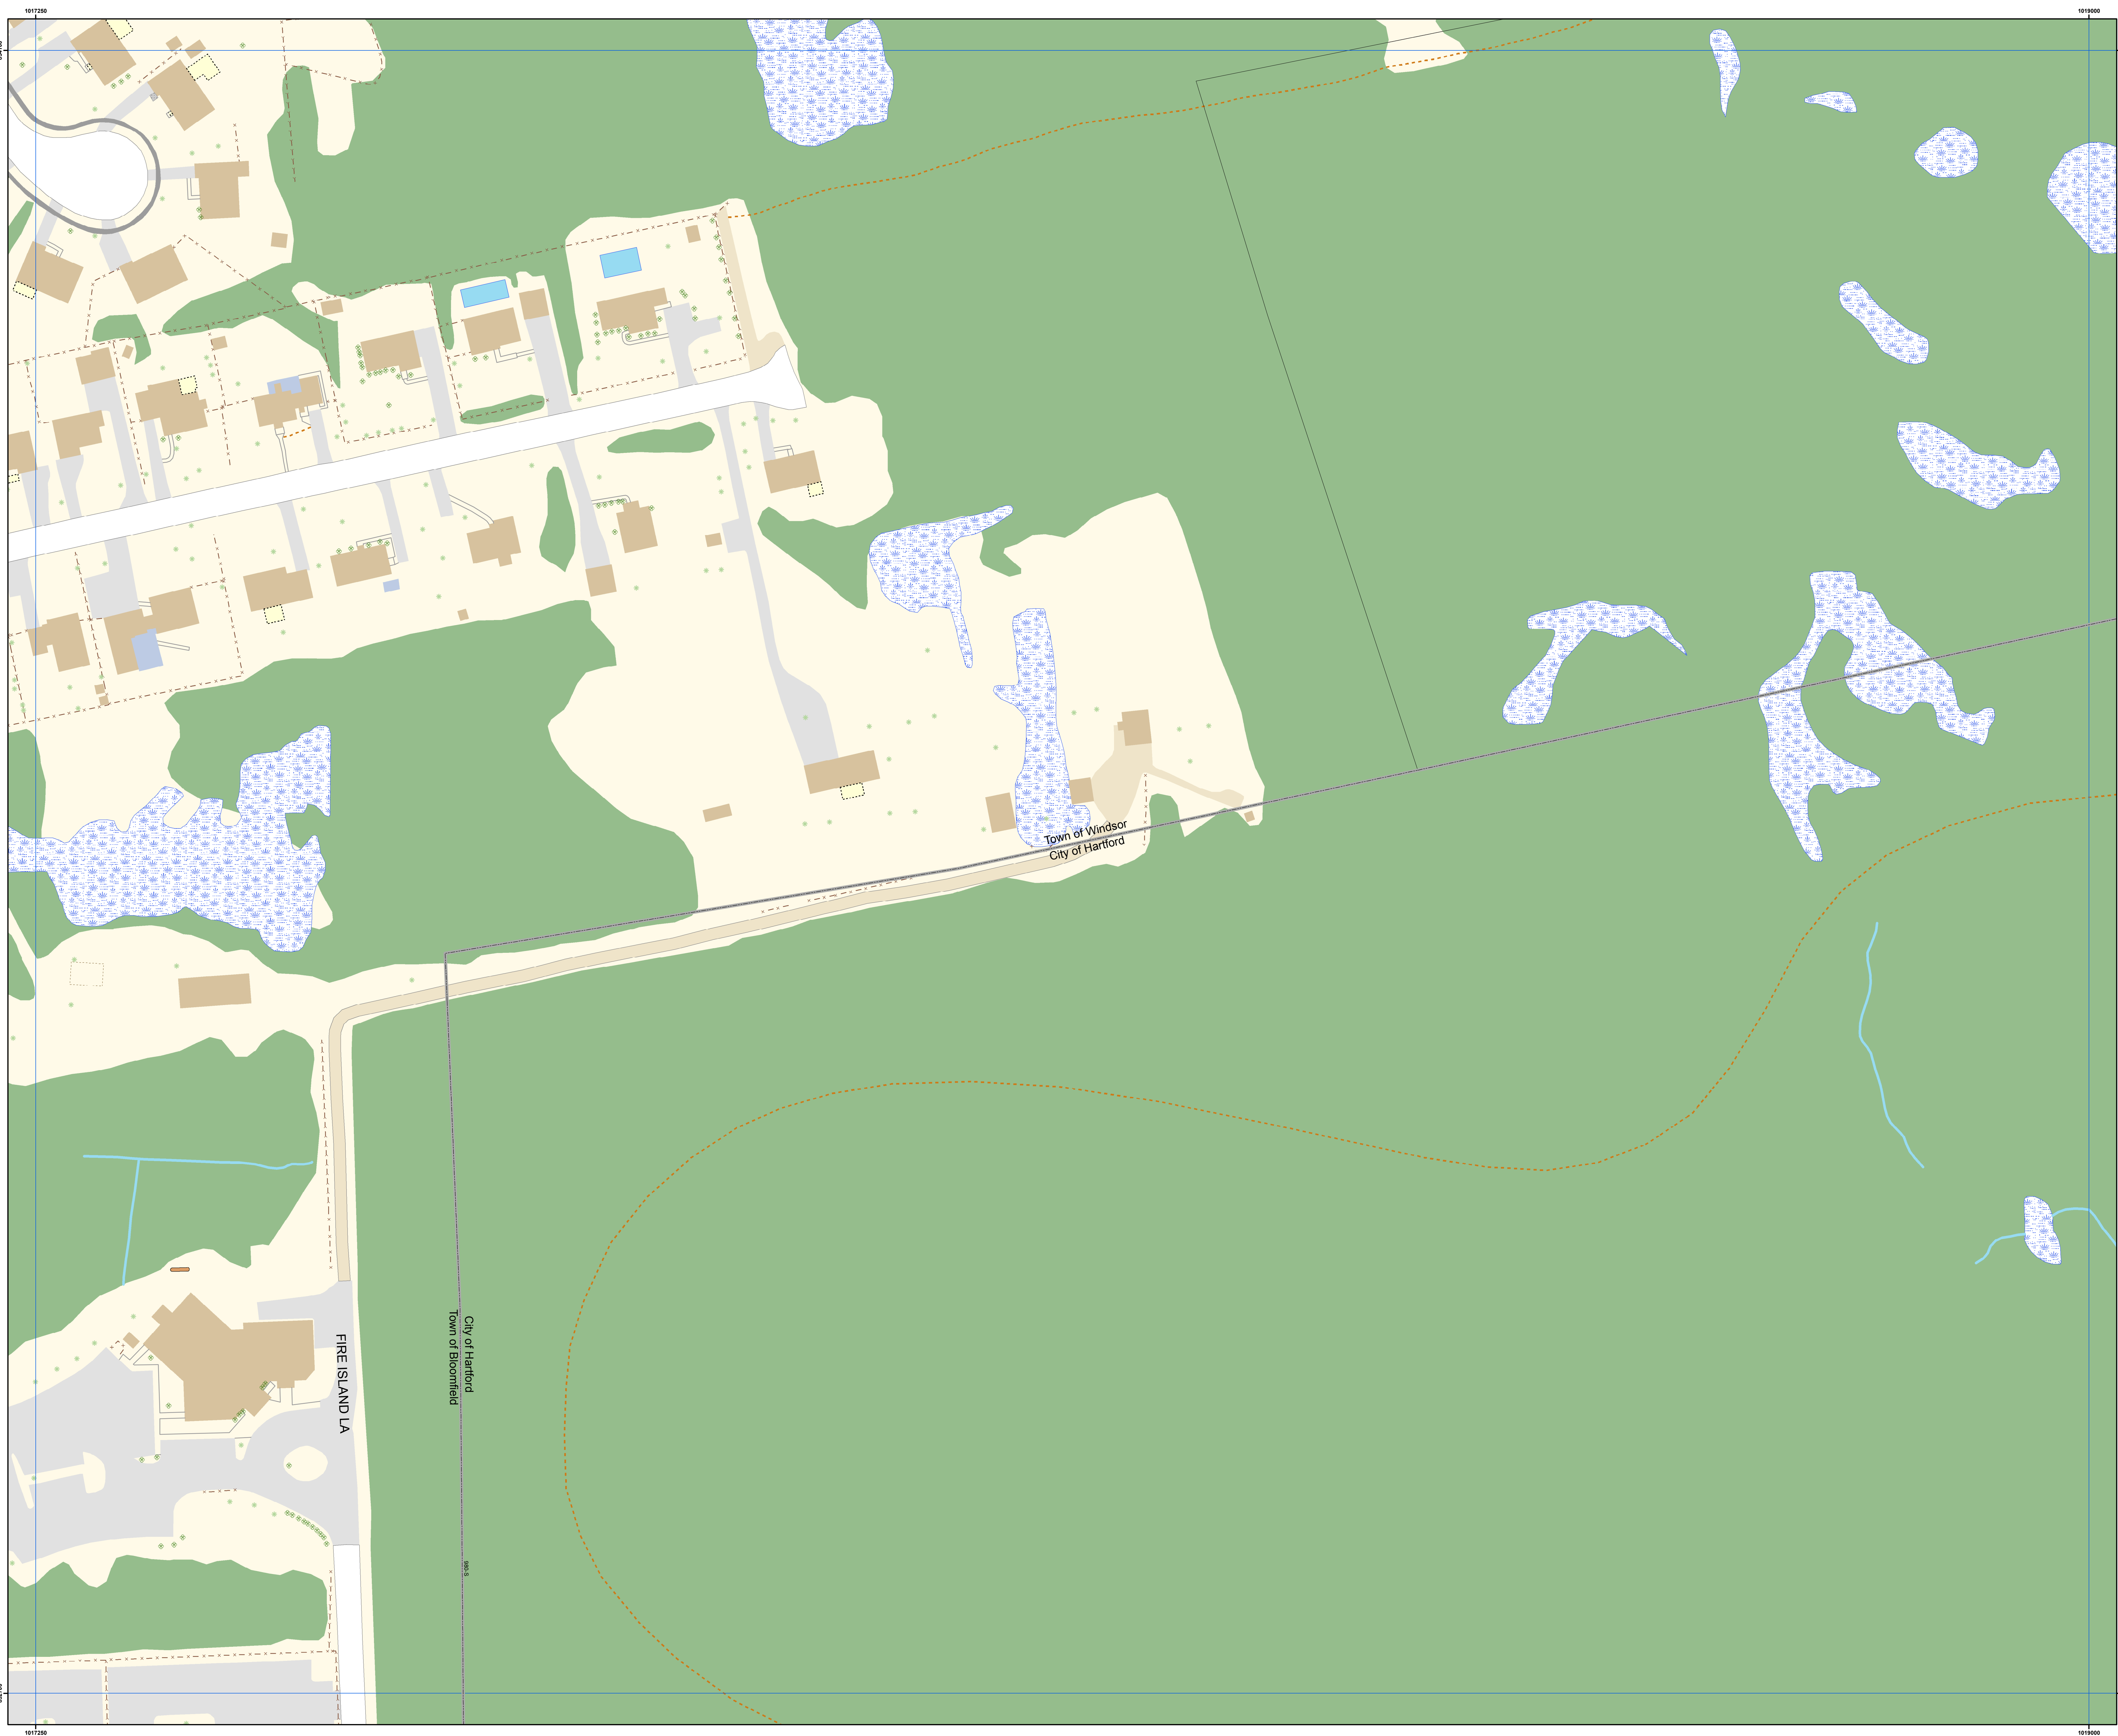 1017250
1019000
Town of Windsor
City of Hartford
FIRE ISLAND LA
City of Hartford
Town of Bloomfield
980-S
1017250
1019000